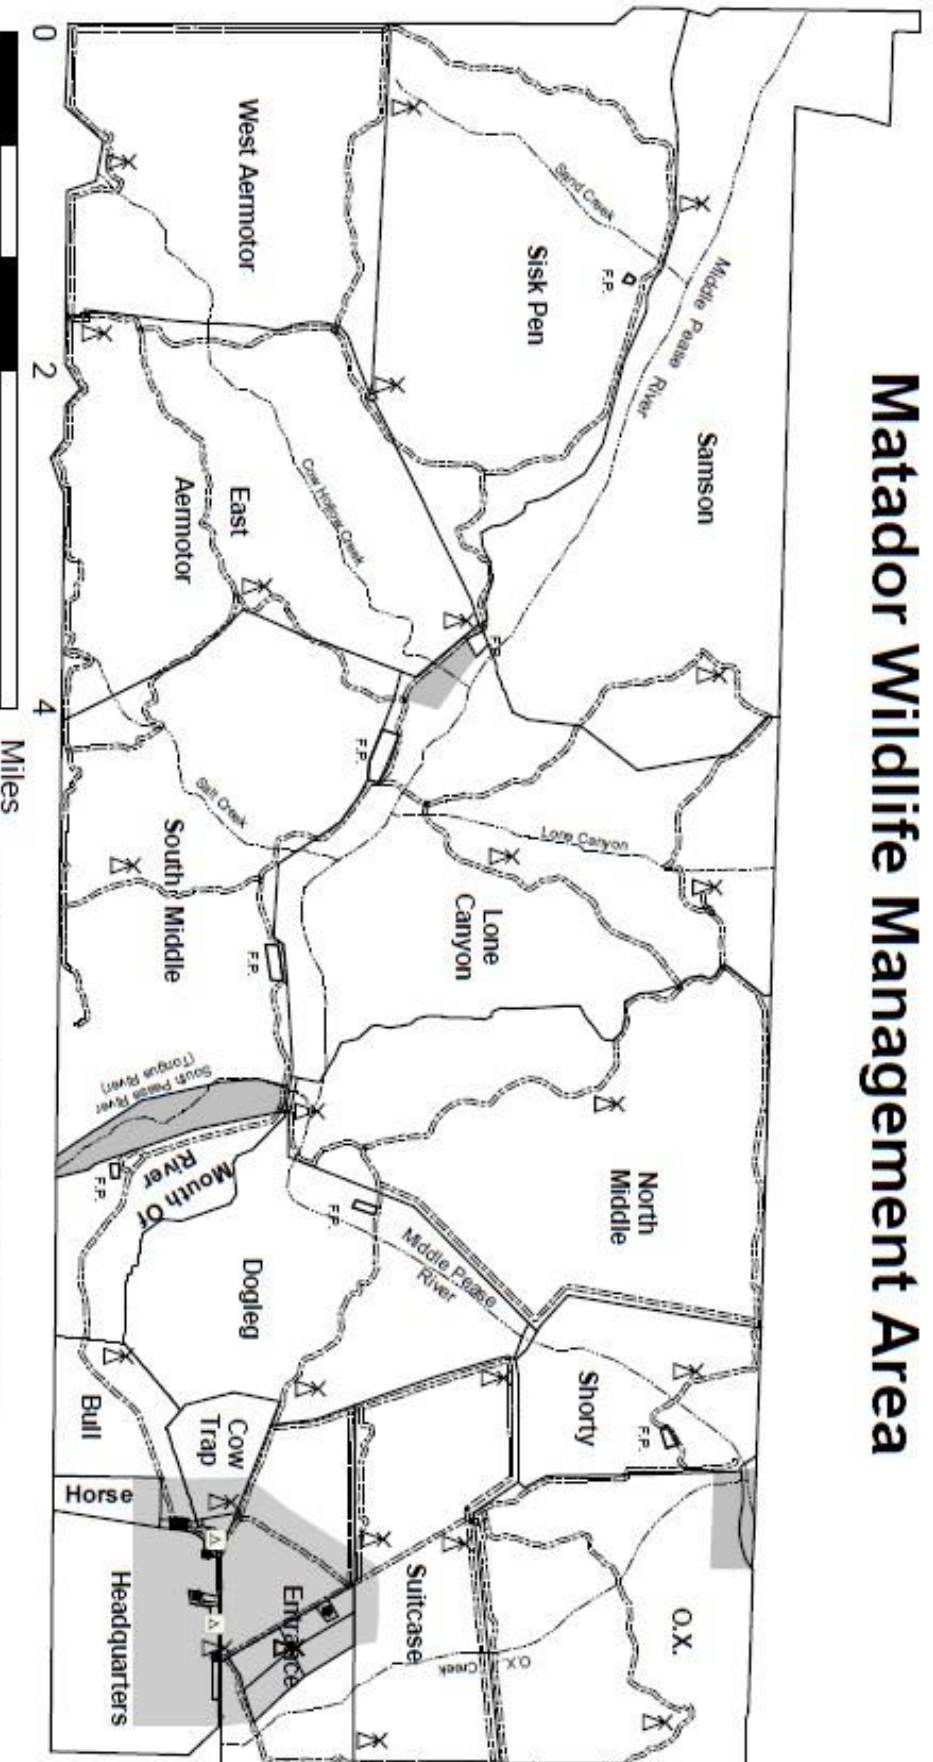 Matador Wildlife Management Area
Samson
Middle Pease River
Sand Creek
F.P.
Sisk Pen
West Aermotor
East
Aermotor
Cow Hollow Creek
F.P.
F.P.
Lone Canyon
Lone
Canyon
Salt Creek
South Middle
F.P.
South Pease River
(Tongue River)
Mouth Of
River
F.P.
North
Middle
F.P.
Middle Pease
River
Dogleg
Shorty
F.P.
Bull
Cow
Trap
Horse
Headquarters
Entrance
Suitcase
O.X.
O.X. Creek
0
2
4
Miles